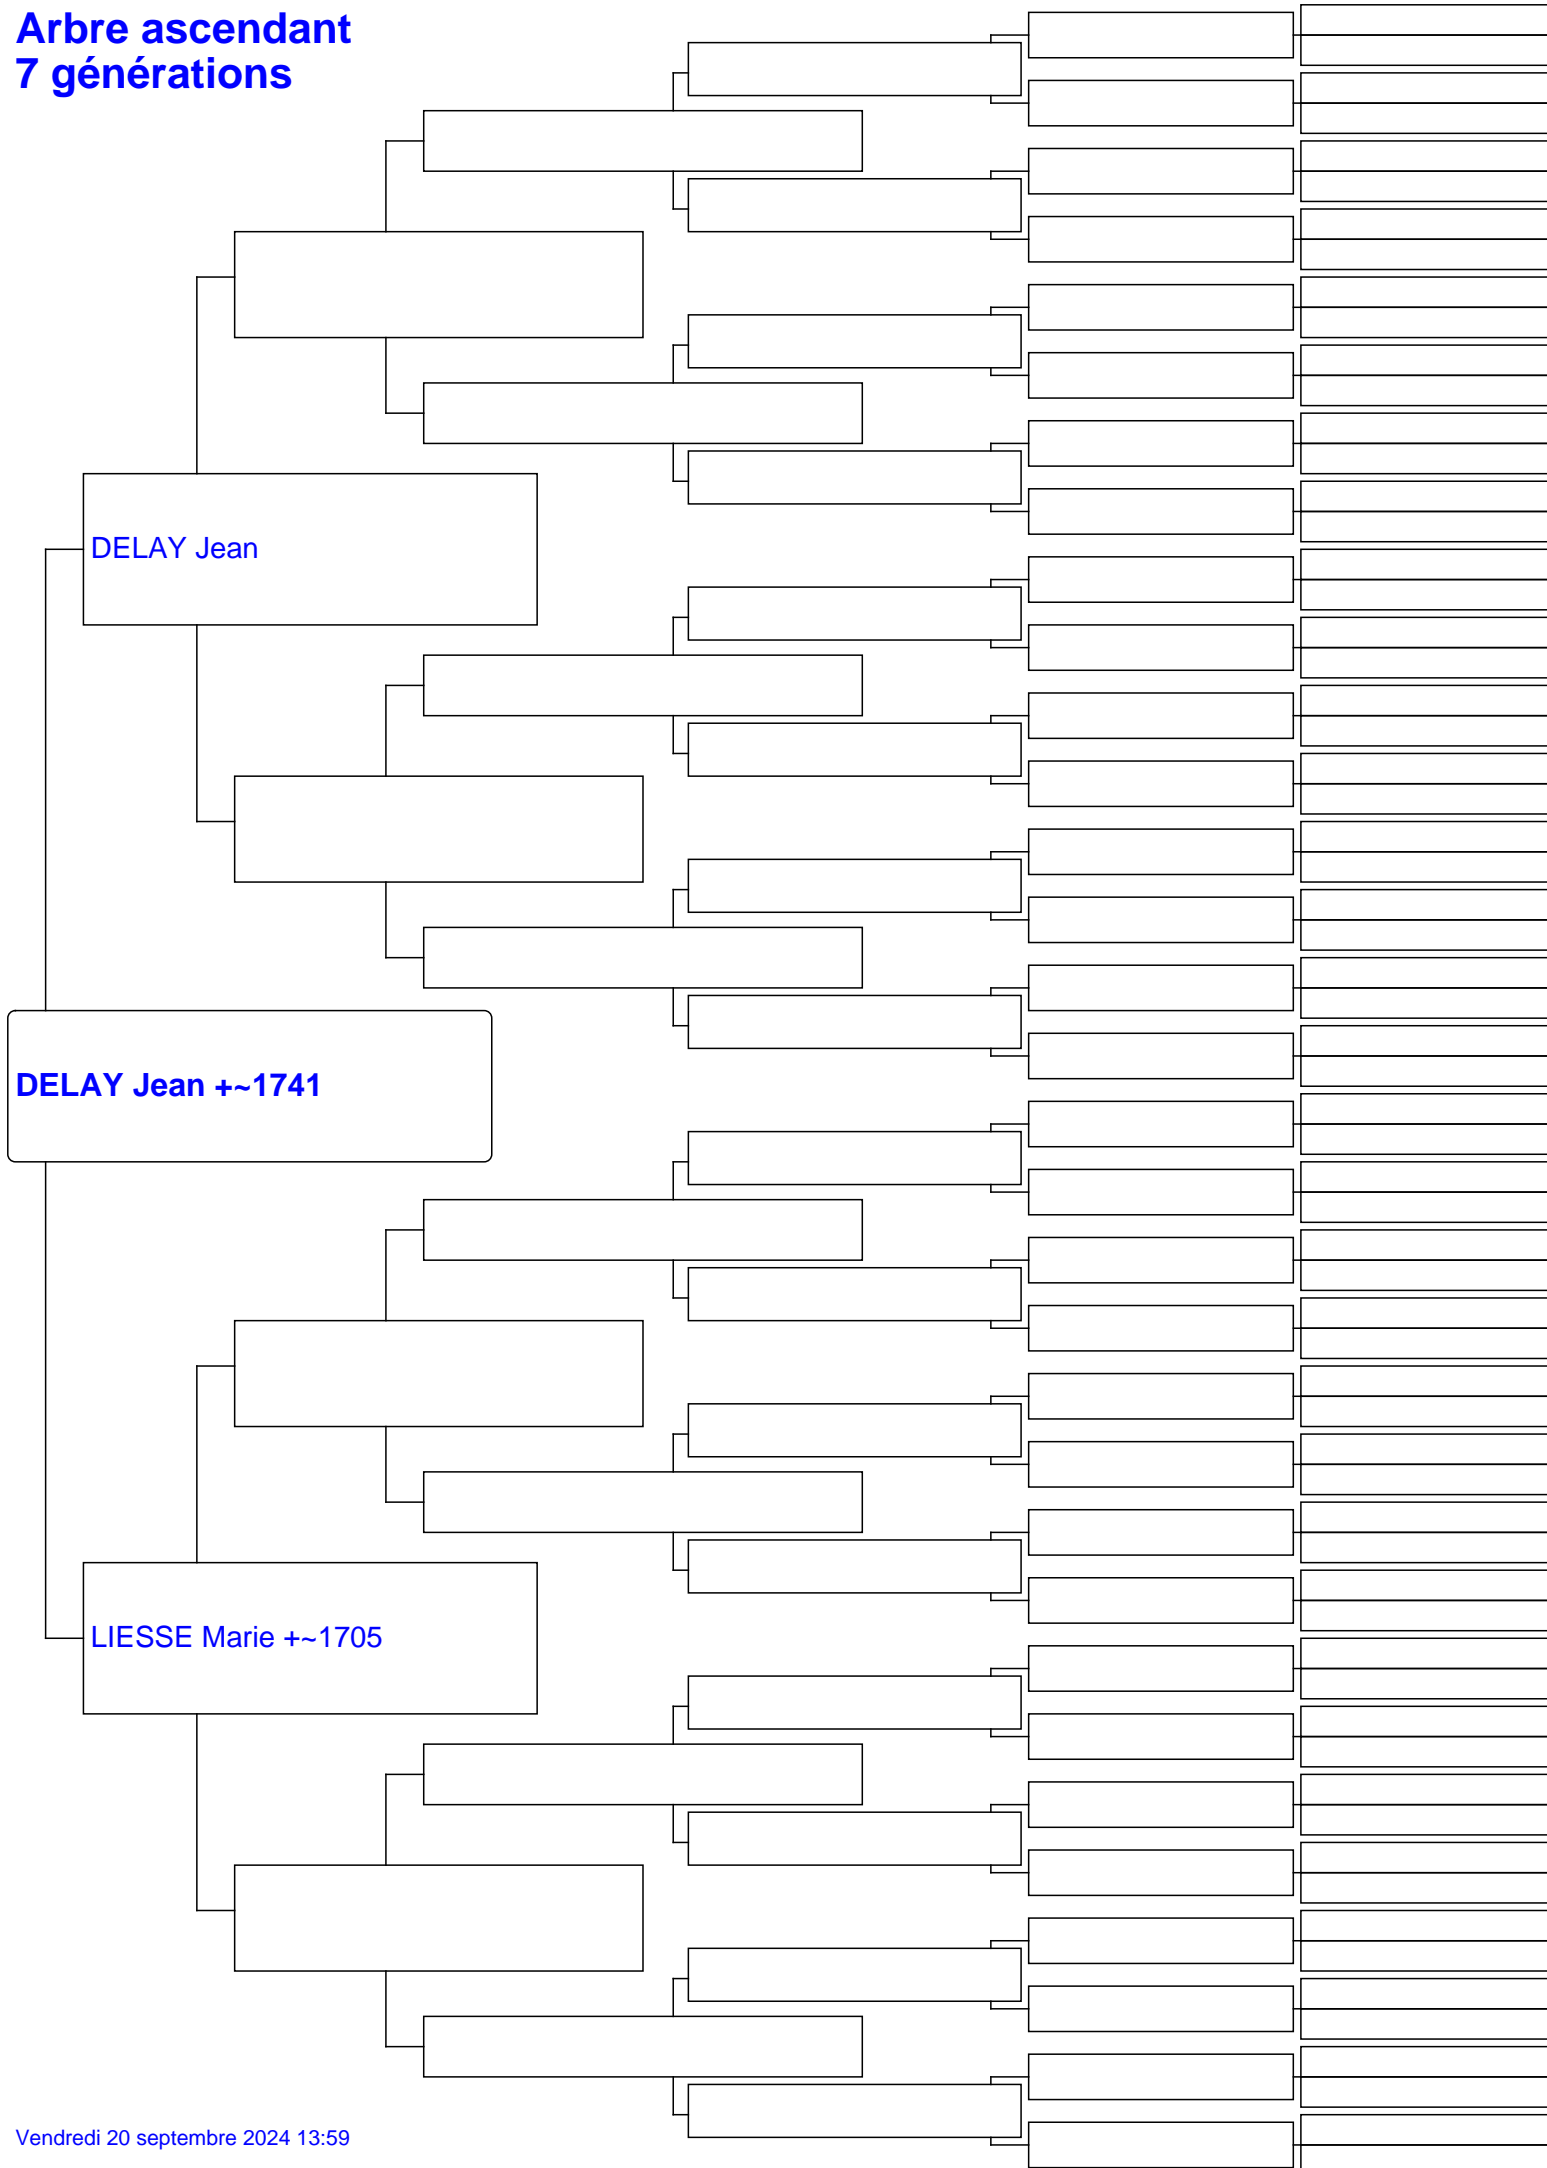 Arbre ascendant
7 générations
DELAY Jean
DELAY Jean +~1741
LIESSE Marie +~1705
Vendredi 20 septembre 2024 13:59